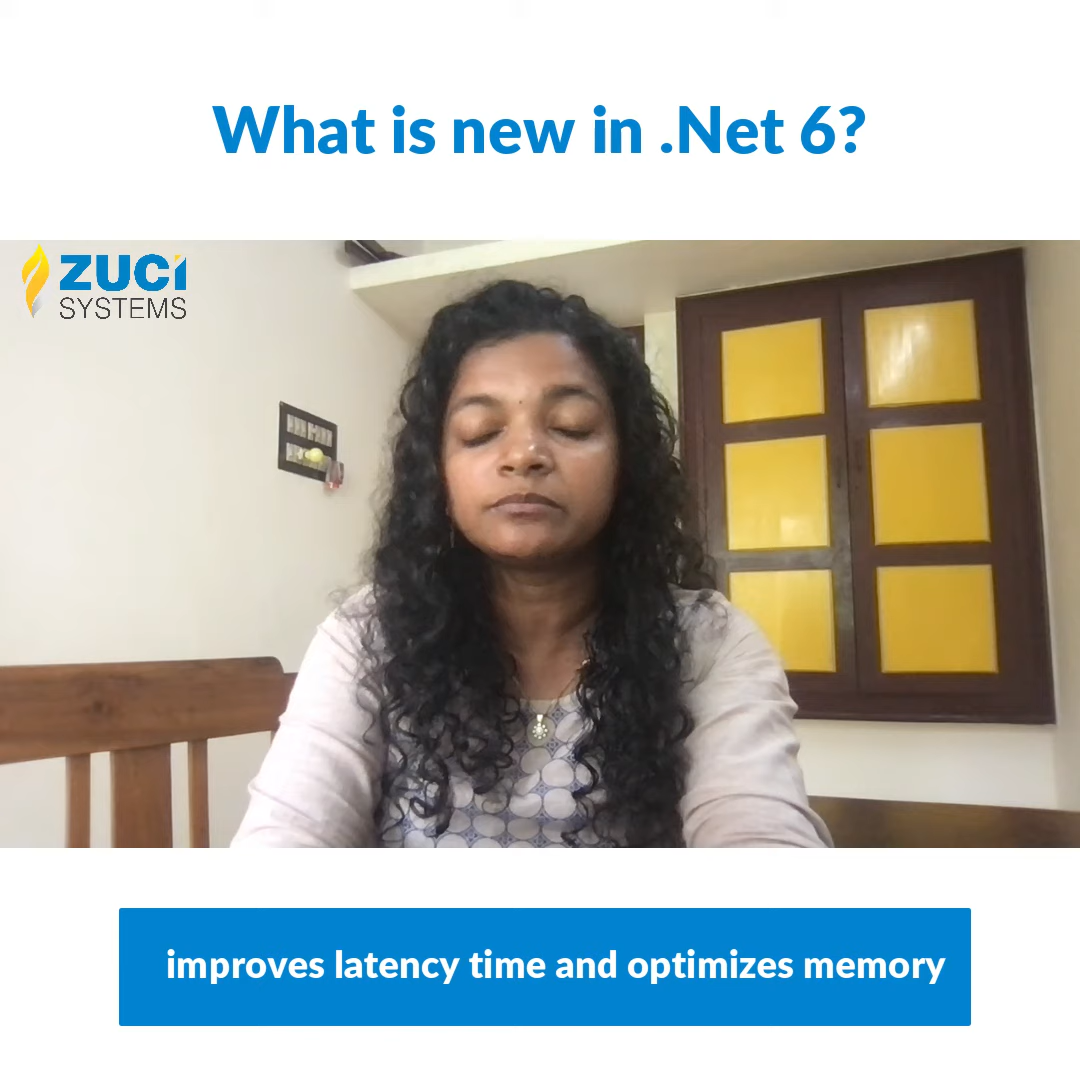 What is new in .Net 6?
ZUCI
SYSTEMS
improves latency time and optimizes memory